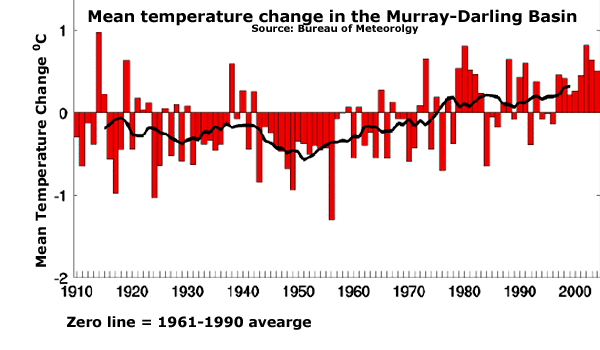 Mean temperature change in the Murray-Darling Basin
Source: Bureau of Meteorolgy
Mean Temperature Change ⁰C
1
0
-1
-2
1910 1920 1930 1940 1950 1960 1970 1980 1990 2000
Zero line = 1961-1990 avearge